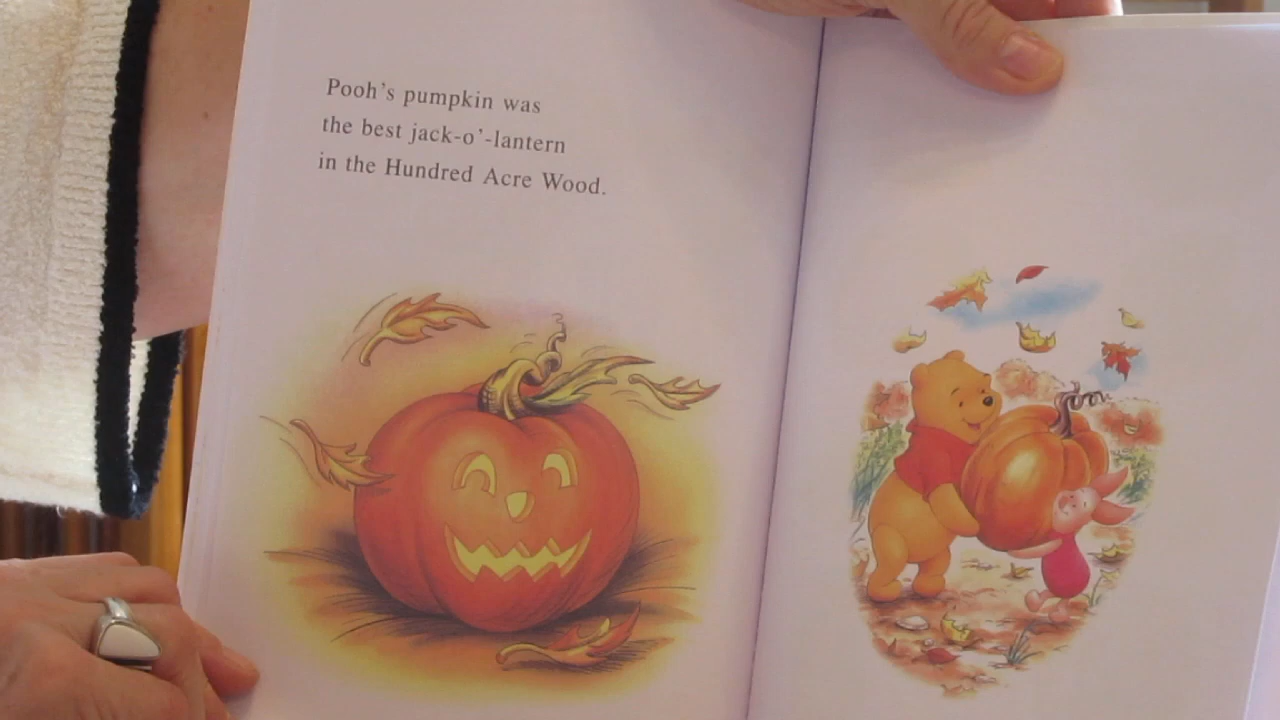 Pooh's pumpkin was
the best jack-o'-lantern
in the Hundred Acre Wood.